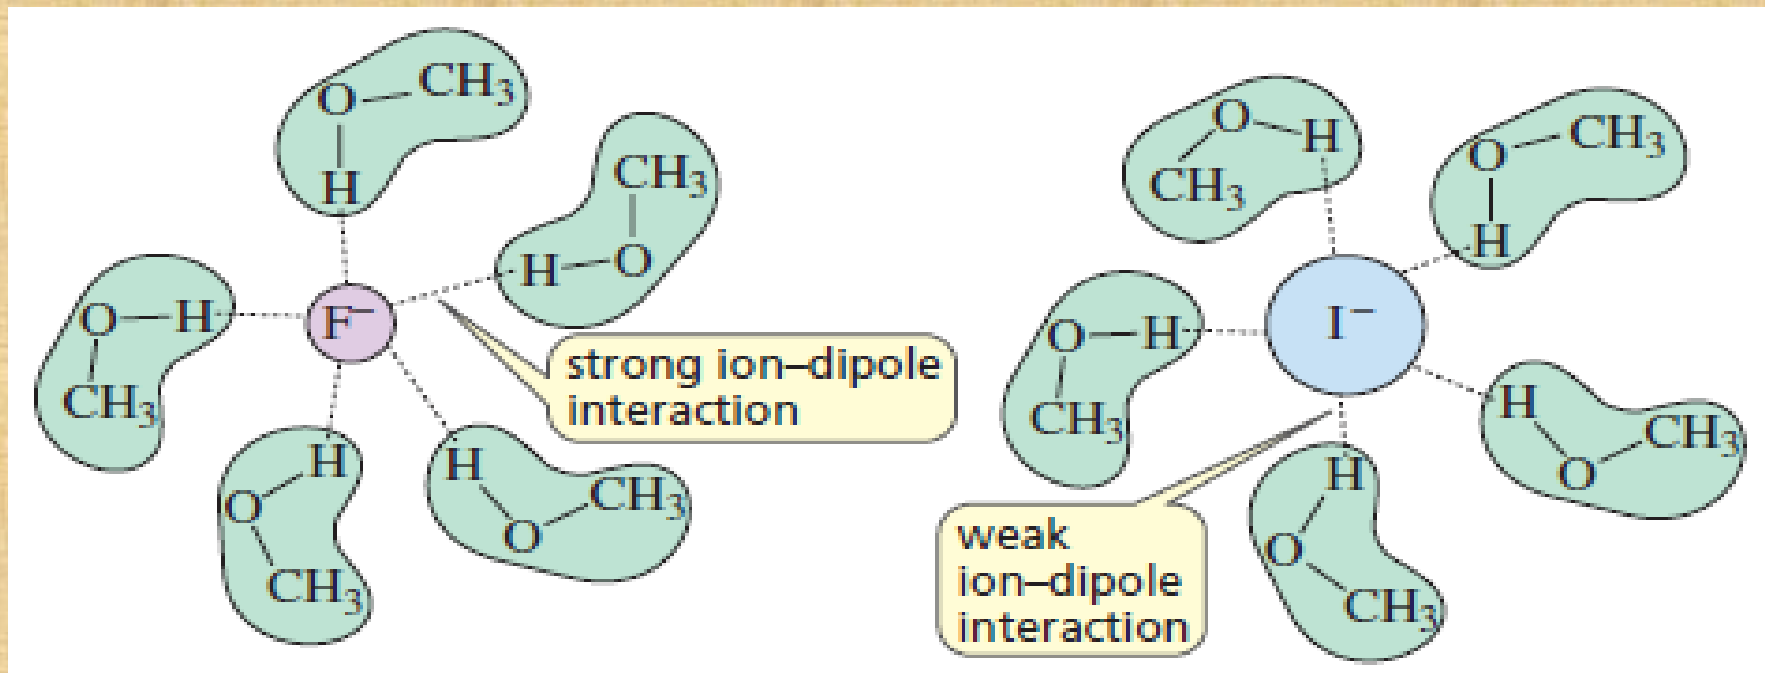 O CH₃
H
CH₃
H O
O H
F⁻
CH₃
strong ion–dipole
interaction
H
O
CH₃
H
CH₃
O
O H
CH₃
O CH₃
H
O H
I⁻
CH₃
H
CH₃
O
H
O
CH₃
weak
ion–dipole
interaction